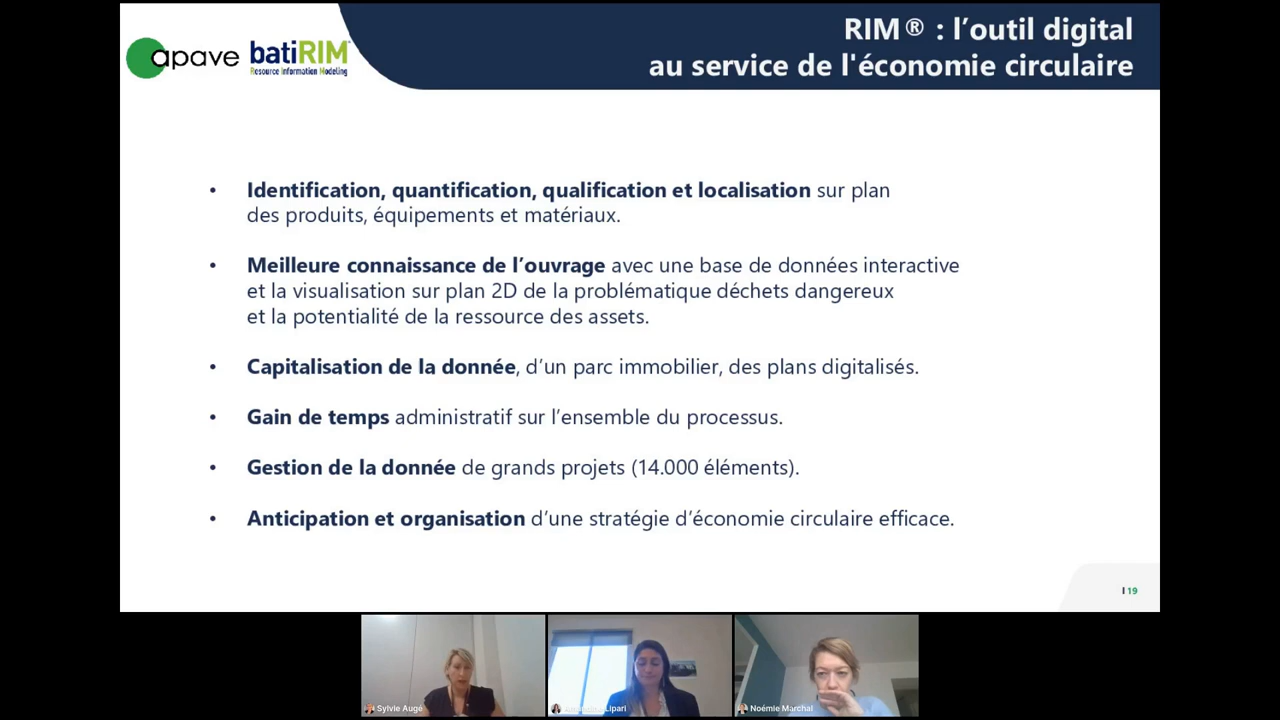 RIM® : l’outil digital
au service de l'économie circulaire
apave batiRIM
Resource Information Modeling
• Identification, quantification, qualification et localisation sur plan
des produits, équipements et matériaux.
• Meilleure connaissance de l’ouvrage avec une base de données interactive
et la visualisation sur plan 2D de la problématique déchets dangereux
et la potentialité de la ressource des assets.
• Capitalisation de la donnée, d’un parc immobilier, des plans digitalisés.
• Gain de temps administratif sur l’ensemble du processus.
• Gestion de la donnée de grands projets (14.000 éléments).
• Anticipation et organisation d’une stratégie d’économie circulaire efficace.
I 19
Sylvie Augé
Lipari
Noémie Marchal